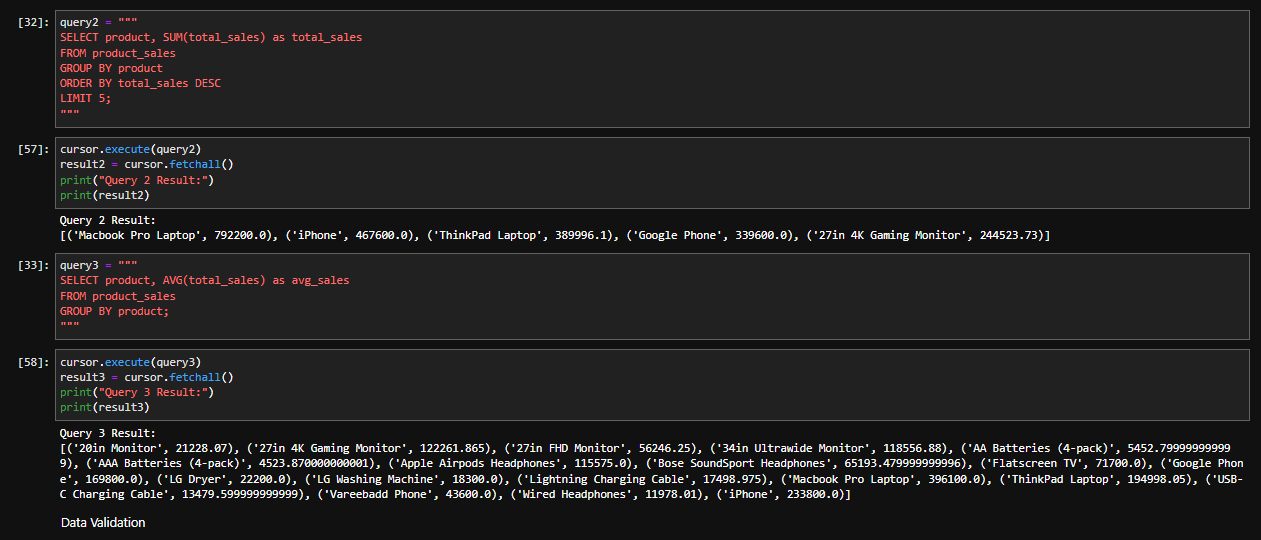 [32]: query2 = """
SELECT product, SUM(total_sales) as total_sales
FROM product_sales
GROUP BY product
ORDER BY total_sales DESC
LIMIT 5;
"""
[57]: cursor.execute(query2)
result2 = cursor.fetchall()
print("Query 2 Result:")
print(result2)
Query 2 Result:
[('Macbook Pro Laptop', 792200.0), ('iPhone', 467600.0), ('ThinkPad Laptop', 389996.1), ('Google Phone', 339600.0), ('27in 4K Gaming Monitor', 244523.73)]
[33]: query3 = """
SELECT product, AVG(total_sales) as avg_sales
FROM product_sales
GROUP BY product;
"""
[58]: cursor.execute(query3)
result3 = cursor.fetchall()
print("Query 3 Result:")
print(result3)
Query 3 Result:
[('20in Monitor', 21228.07), ('27in 4K Gaming Monitor', 122261.865), ('27in FHD Monitor', 56246.25), ('34in Ultrawide Monitor', 118556.88), ('AA Batteries (4-pack)', 5452.79999999999
9), ('AAA Batteries (4-pack)', 4523.870000000001), ('Apple Airpods Headphones', 115575.0), ('Bose SoundSport Headphones', 65193.479999999996), ('Flatscreen TV', 71700.0), ('Google Phon
e', 169800.0), ('LG Dryer', 22200.0), ('LG Washing Machine', 18300.0), ('Lightning Charging Cable', 17498.975), ('Macbook Pro Laptop', 396100.0), ('ThinkPad Laptop', 194998.05), ('USB-
C Charging Cable', 13479.599999999999), ('Vareebadd Phone', 43600.0), ('Wired Headphones', 11978.01), ('iPhone', 233800.0)]
Data Validation